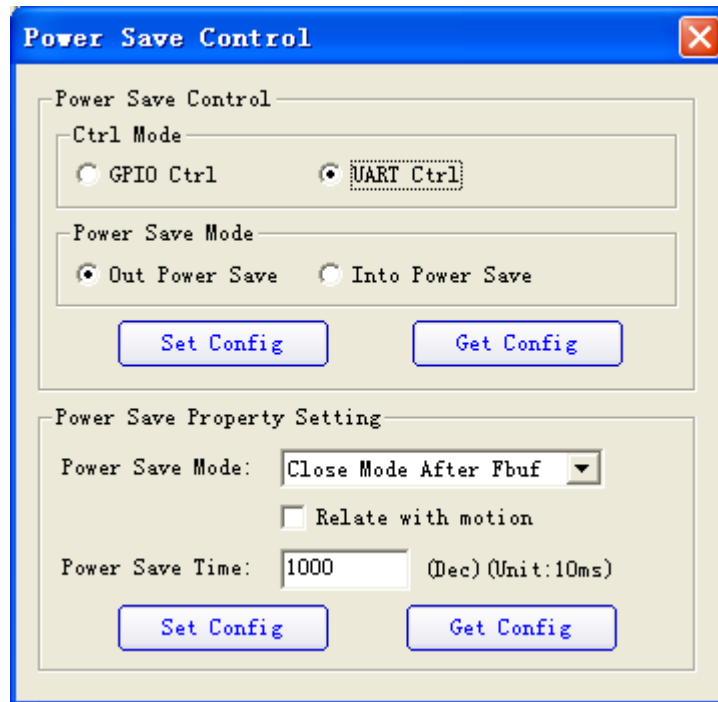 Power Save Control
Power Save Control
Ctrl Mode
GPIO Ctrl UART Ctrl
Power Save Mode
Out Power Save Into Power Save
Set Config Get Config
Power Save Property Setting
Power Save Mode: Close Mode After Fbuf
Relate with motion
Power Save Time: 1000 (Dec)(Unit:10ms)
Set Config Get Config